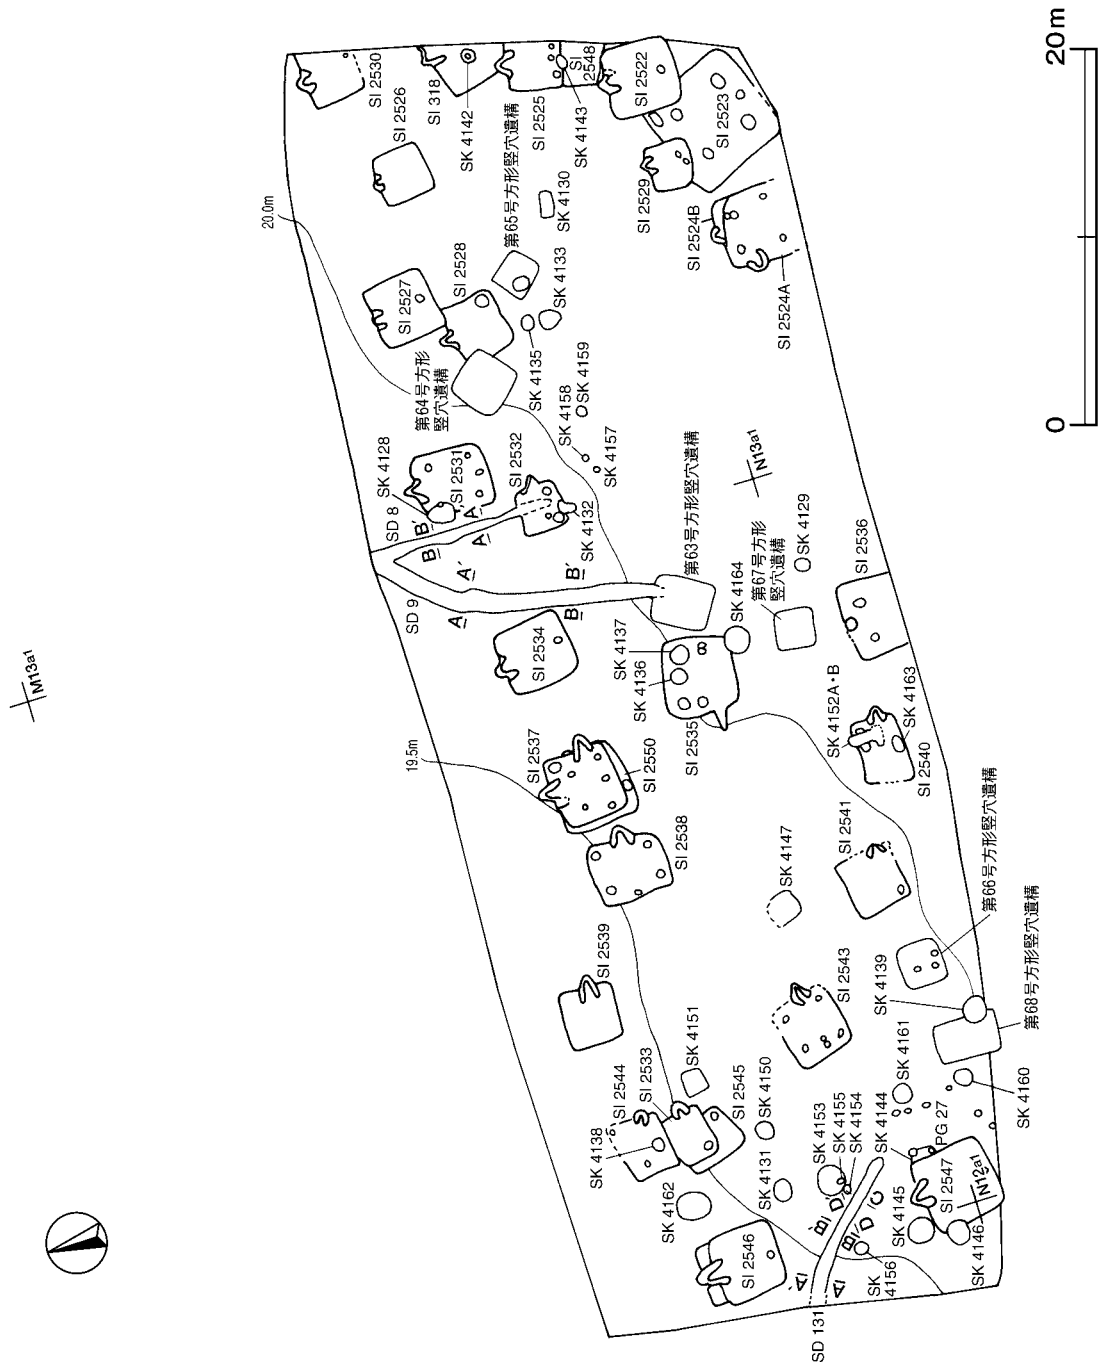 20m
0
M13a1
20.0m
SI 2530
SI 2526
SI 318
SK 4142
SI 2525
SI
2548
SK 4143
SI 2522
SI 2523
SI 2529
SI 2524B
SI 2524A
第65号方形竪穴遺構
SK 4130
SI 2528
SI 2527
SK 4133
SK 4135
第64号方形
竪穴遺構
SK 4158
SK 4159
SK 4157
SK 4128
SI 2531
SI 2532
SD 8
B'
A'
B
A
SK 4132
A'
B'
SD 9
A
B
N13a1
第63号方形竪穴遺構
SK 4164
第67号方形
竪穴遺構
SK 4129
SI 2536
SI 2534
SK 4137
SK 4136
SI 2535
SK 4152A・B
SK 4163
SI 2540
19.5m
SI 2537
SI 2550
SI 2538
SI 2541
SK 4147
第66号方形竪穴遺構
SI 2539
SI 2543
SK 4139
第68号方形竪穴遺構
SK 4151
SI 2544
SI 2533
SI 2545
SK 4150
SK 4138
SK 4161
SK 4160
SK 4153
SK 4155
SK 4154
SK 4144
PG 27
SK 4131
SK 4162
SI 2547
N12a1
SK 4145
SK 4146
SI 2546
B'
D'
C
B
D
SK
4156
A'
A
SD 131